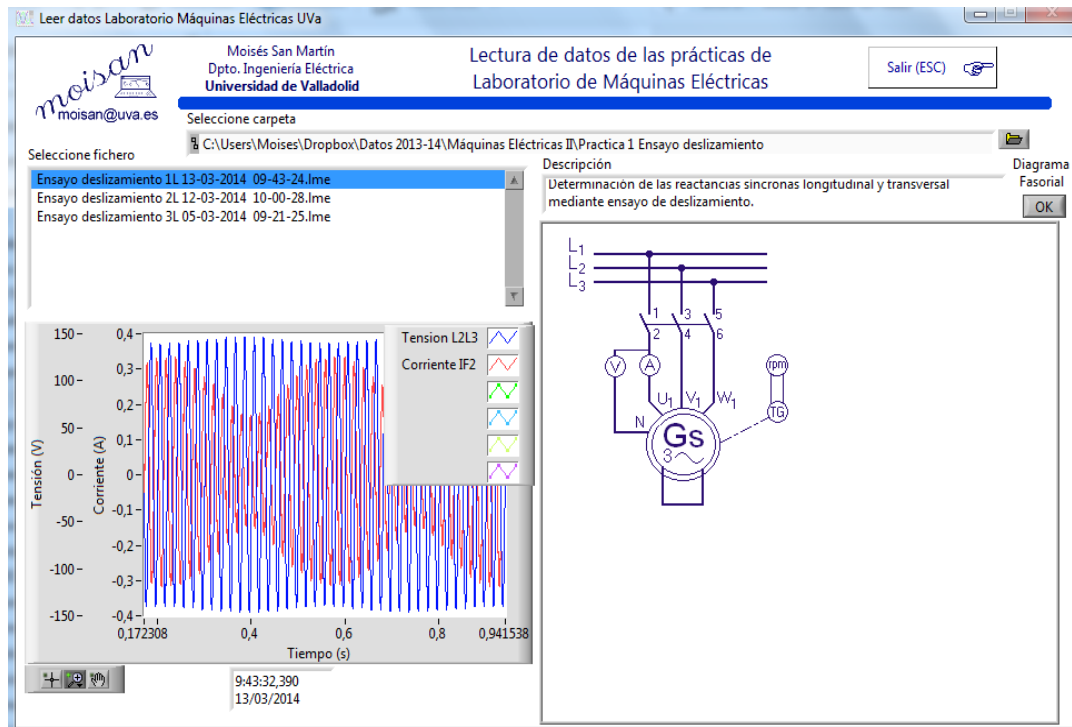 Leer datos Laboratorio Máquinas Eléctricas UVa
moisan
moisan@uva.es
Moisés San Martín
Dpto. Ingeniería Eléctrica
Universidad de Valladolid
Lectura de datos de las prácticas de
Laboratorio de Máquinas Eléctricas
Salir (ESC)
Seleccione carpeta
C:\Users\Moises\Dropbox\Datos 2013-14\Máquinas Eléctricas II\Practica 1 Ensayo deslizamiento
Seleccione fichero
Ensayo deslizamiento 1L 13-03-2014 09-43-24.lme
Ensayo deslizamiento 2L 12-03-2014 10-00-28.lme
Ensayo deslizamiento 3L 05-03-2014 09-21-25.lme
Descripción
Determinación de las reactancias síncronas longitudinal y transversal
mediante ensayo de deslizamiento.
Diagrama
Fasorial
OK
L1
L2
L3
1 3 5
2 4 6
V A
rpm
U1 V1 W1
TG
N
Gs
3
Tension L2L3
Corriente IF2
Tensión (V)
150
100
50
0
-50
-100
-150
Corriente (A)
0,4
0,3
0,2
0,1
0
-0,1
-0,2
-0,3
-0,4
0,172308 0,4 0,6 0,8 0,941538
Tiempo (s)
9:43:32,390
13/03/2014